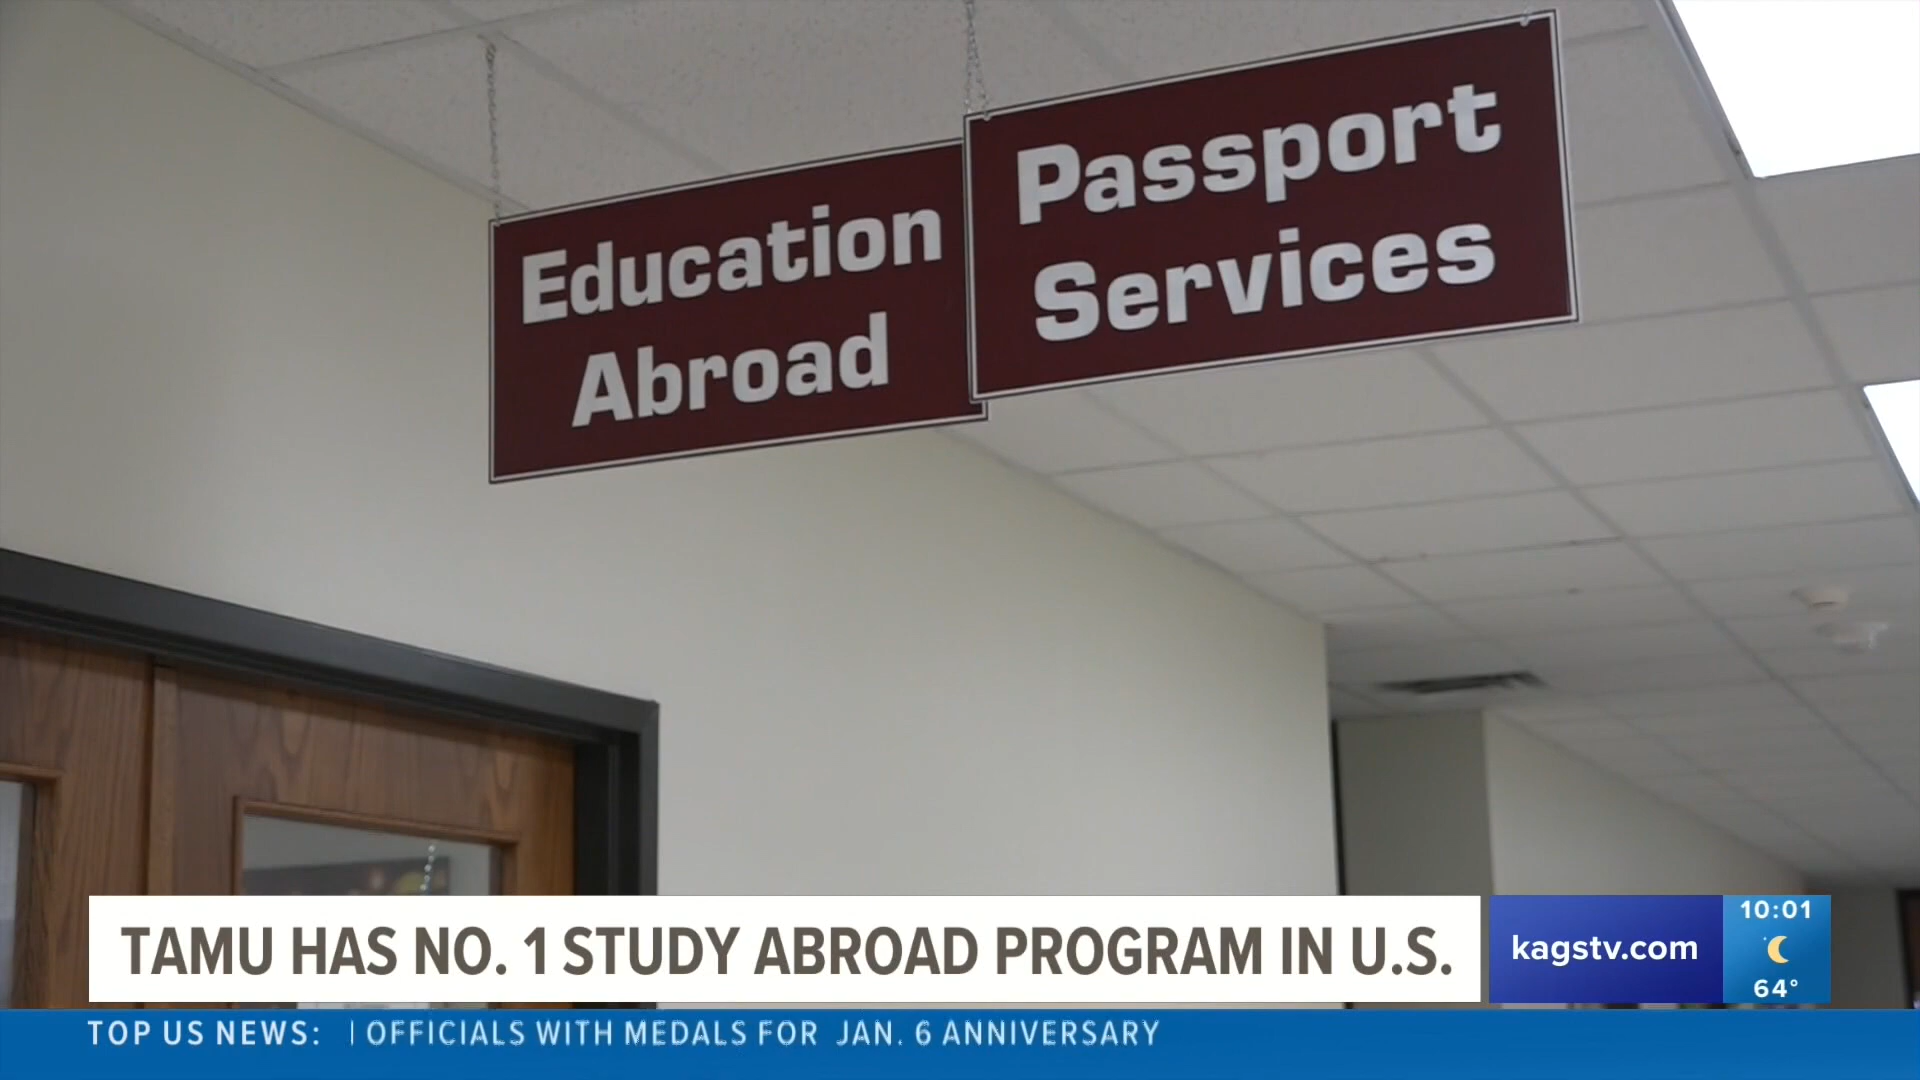 Education
Abroad
Passport
Services
TAMU HAS NO. 1 STUDY ABROAD PROGRAM IN U.S.
kagstv.com
10:01
64°
TOP US NEWS: OFFICIALS WITH MEDALS FOR JAN. 6 ANNIVERSARY